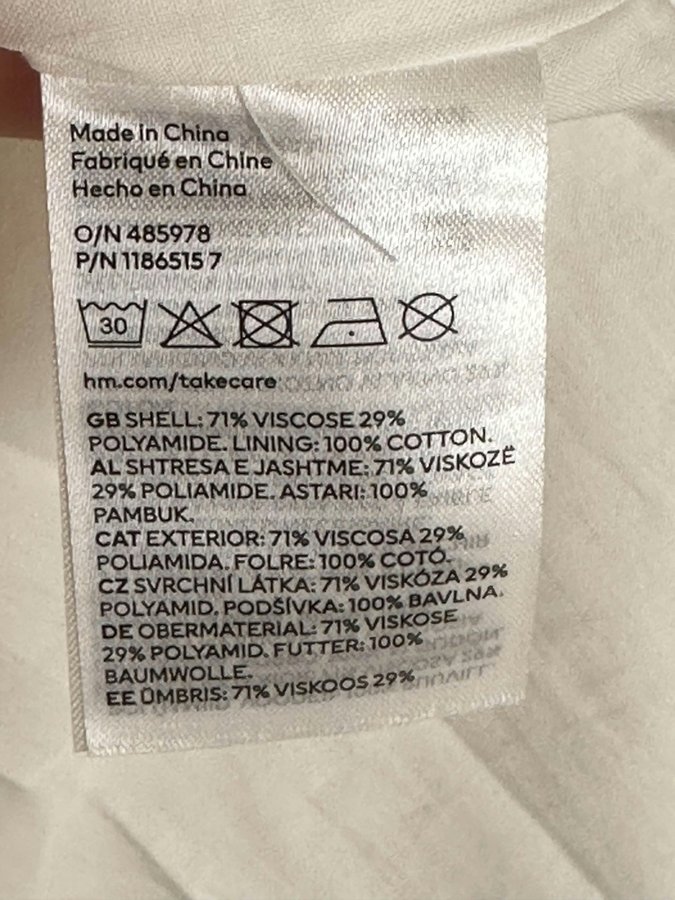 Made in China
Fabriqué en Chine
Hecho en China
O/N 485978
P/N 1186515 7
30
hm.com/takecare
GB SHELL: 71% VISCOSE 29%
POLYAMIDE. LINING: 100% COTTON.
AL SHTRESA E JASHTME: 71% VISKOZË
29% POLIAMIDE. ASTARI: 100%
PAMBUK.
CAT EXTERIOR: 71% VISCOSA 29%
POLIAMIDA. FOLRE: 100% COTÓ.
CZ SVRCHNÍ LÁTKA: 71% VISKÓZA 29%
POLYAMID. PODŠÍVKA: 100% BAVLNA.
DE OBERMATERIAL: 71% VISKOSE
29% POLYAMID. FUTTER: 100%
BAUMWOLLE.
EE ÜMBRIS: 71% VISKOOS 29%